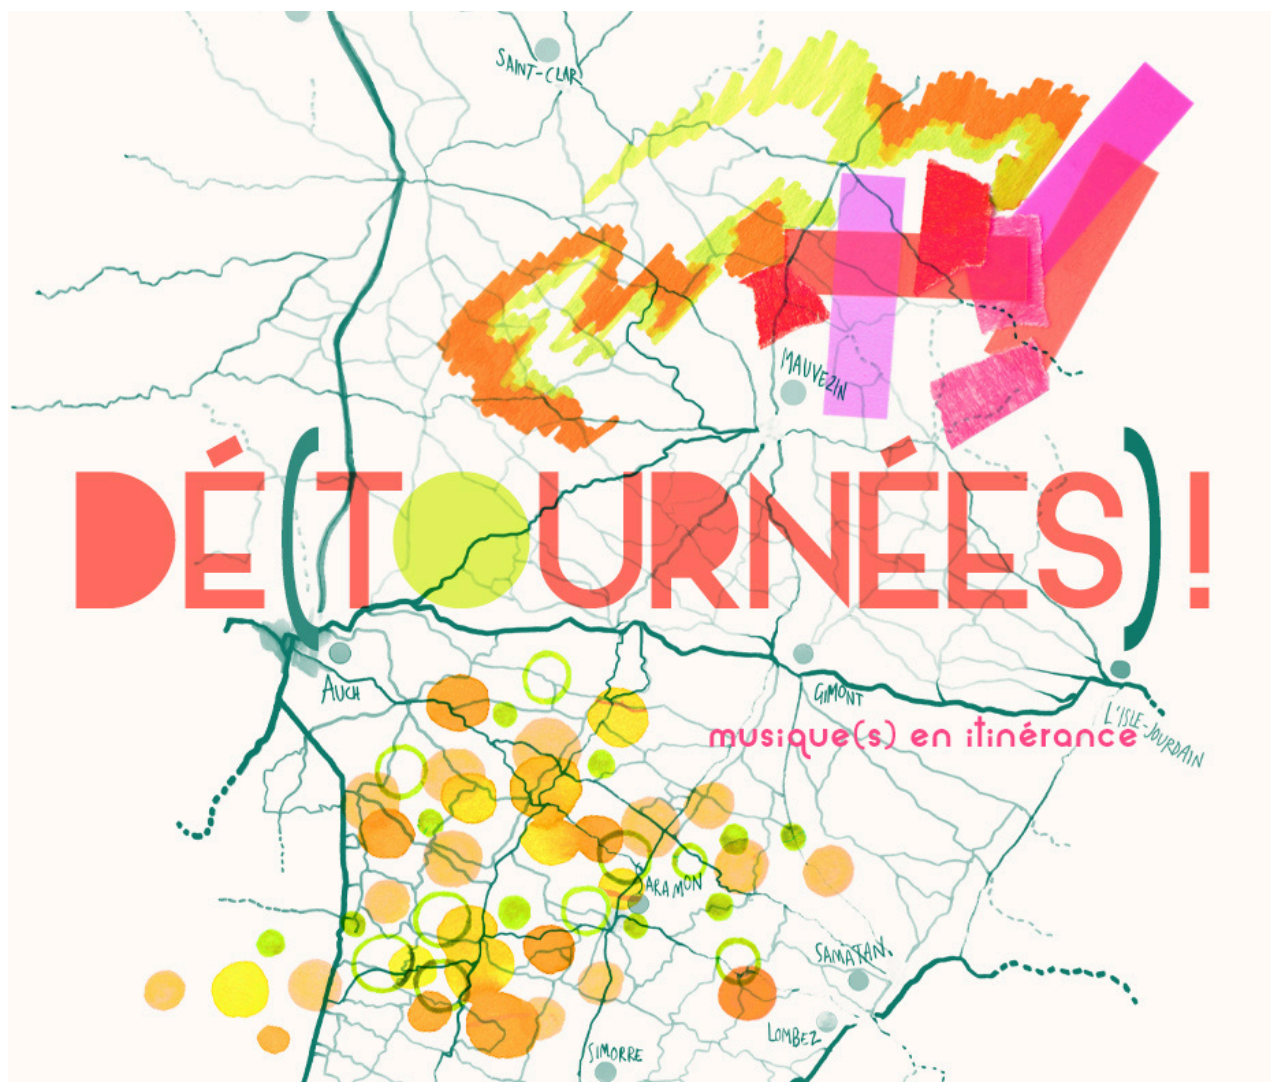 SAINT-CLAR
MAUVEZIN
DÉ(TOURNÉES)!
AUCH
GIMONT
L'ISLE-JOURDAIN
musique(s) en itinérance
SARAMON
SAMATAN
LOMBEZ
SIMORRE